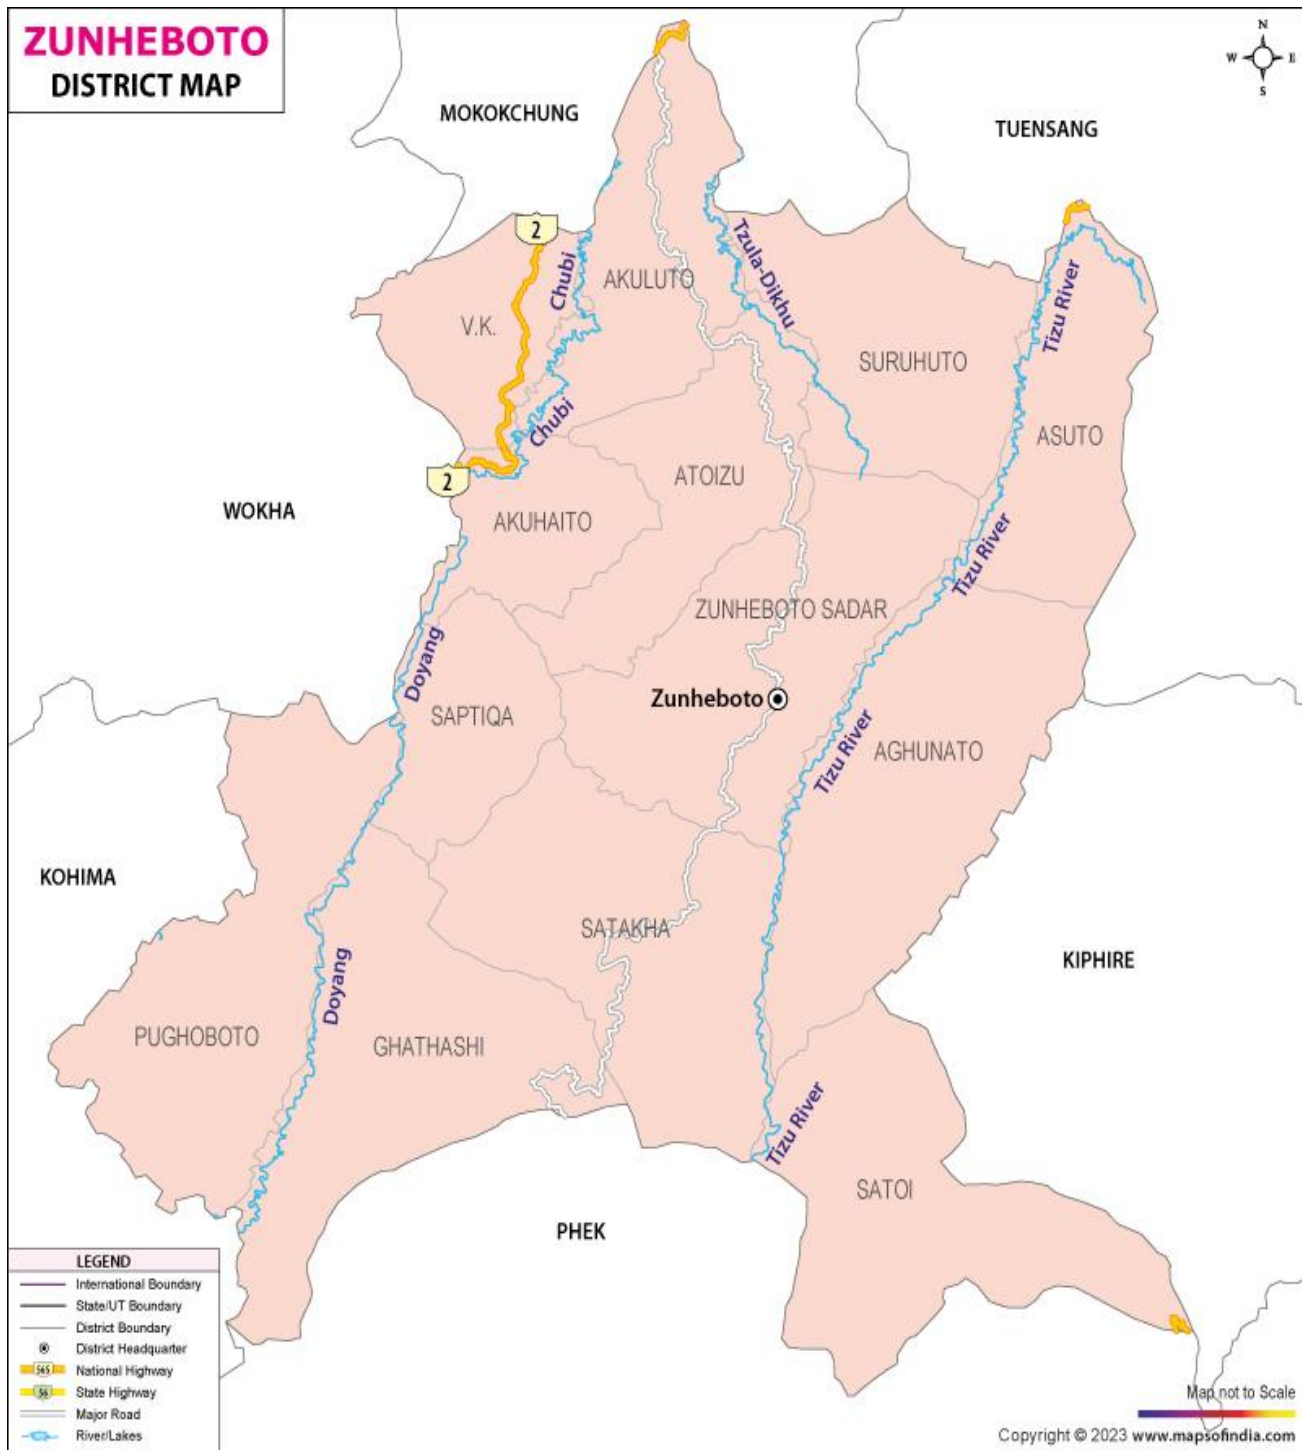 ZUNHEBOTO
DISTRICT MAP
N
W E
S
MOKOKCHUNG
TUENSANG
2
Chubi
AKULUTO
Tzula-Dikhu
V.K.
Tizu River
SURUHUTO
Chubi
ASUTO
2
ATOIZU
WOKHA
AKUHAITO
Tizu River
ZUNHEBOTO SADAR
Doyang
Zunheboto
SAPTIQA
Tizu River
AGHUNATO
KOHIMA
SATAKHA
KIPHIRE
Doyang
PUGHOBOTO
GHATHASHI
Tizu River
SATOI
PHEK
LEGEND
International Boundary
State/UT Boundary
District Boundary
District Headquarter
565 National Highway
56 State Highway
Major Road
River/Lakes
Map not to Scale
Copyright © 2023 www.mapsofindia.com